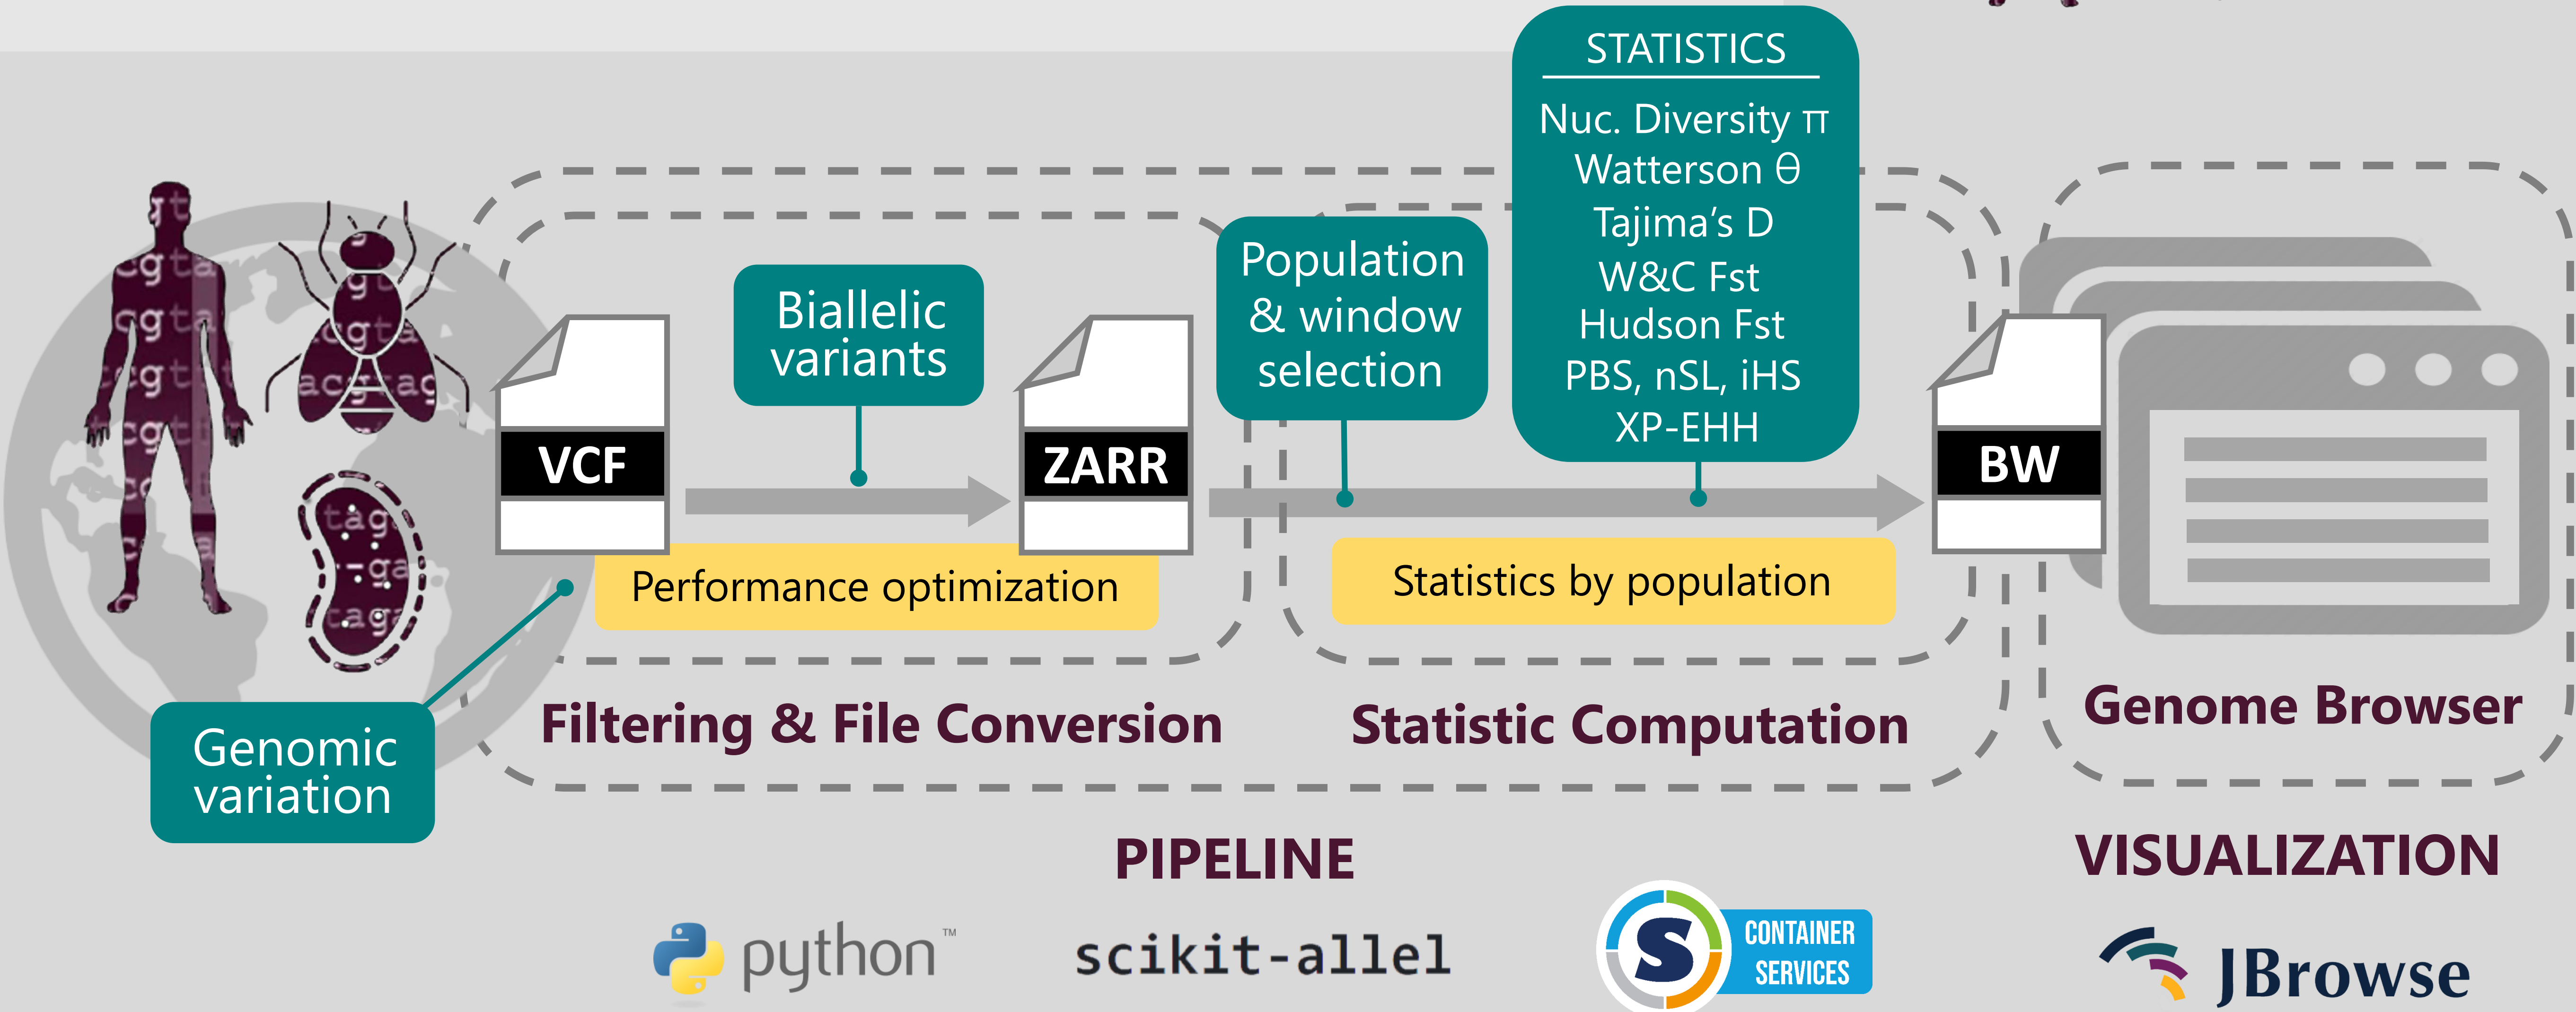 STATISTICS
Nuc. Diversity π
Watterson θ
Tajima's D
W&C Fst
Hudson Fst
PBS, nSL, iHS
XP-EHH
Population
& window
selection
Biallelic
variants
VCF
ZARR
BW
Performance optimization
Statistics by population
Genomic
variation
Filtering & File Conversion
Statistic Computation
Genome Browser
PIPELINE
VISUALIZATION
python™
scikit-allel
S
CONTAINER
SERVICES
JBrowse